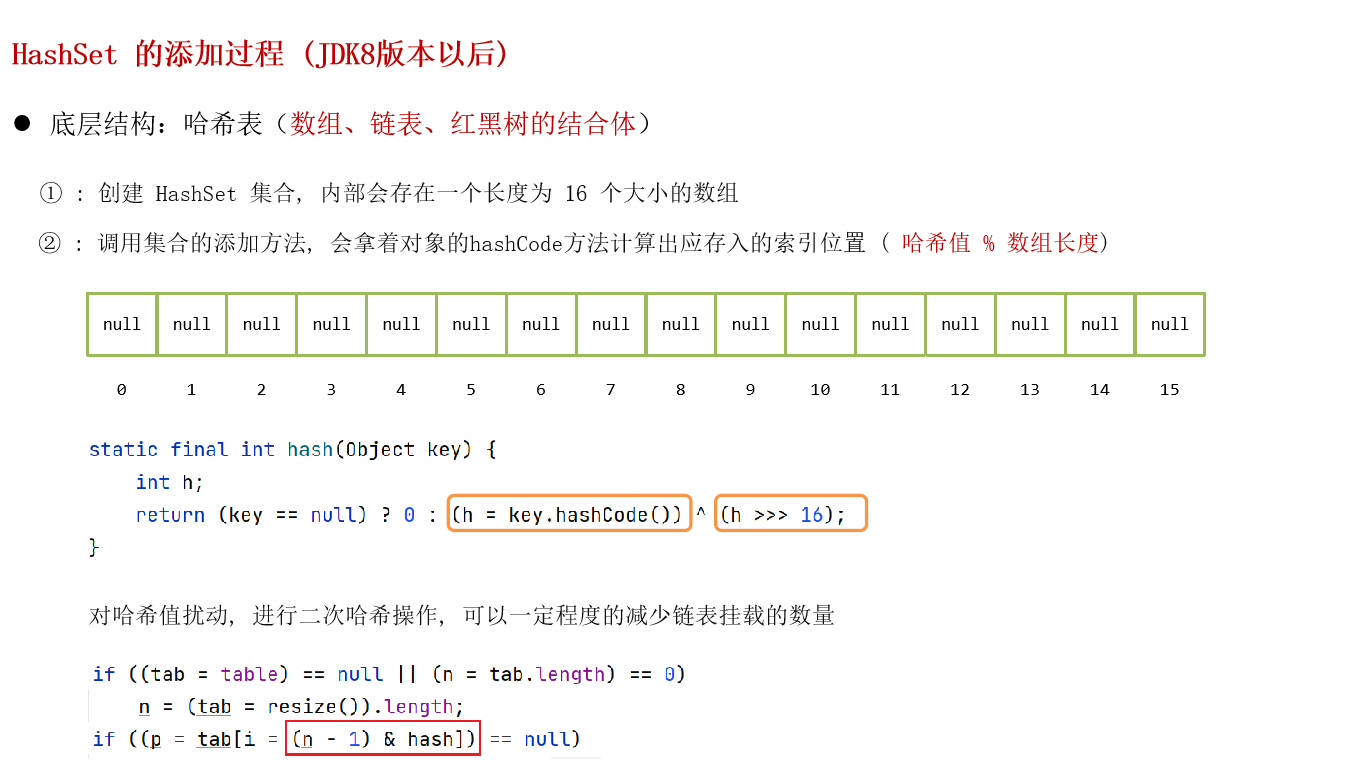 HashSet 的添加过程 (JDK8版本以后)
● 底层结构: 哈希表（数组、链表、红黑树的结合体）
① : 创建 HashSet 集合, 内部会存在一个长度为 16 个大小的数组
② : 调用集合的添加方法, 会拿着对象的hashCode方法计算出应存入的索引位置 ( 哈希值 % 数组长度)
null null null null null null null null null null null null null null null null
0 1 2 3 4 5 6 7 8 9 10 11 12 13 14 15
static final int hash(Object key) {
int h;
return (key == null) ? 0 : (h = key.hashCode()) ^ (h >>> 16);
}
对哈希值扰动, 进行二次哈希操作, 可以一定程度的减少链表挂载的数量
if ((tab = table) == null || (n = tab.length) == 0)
n = (tab = resize()).length;
if ((p = tab[i = (n - 1) & hash]) == null)